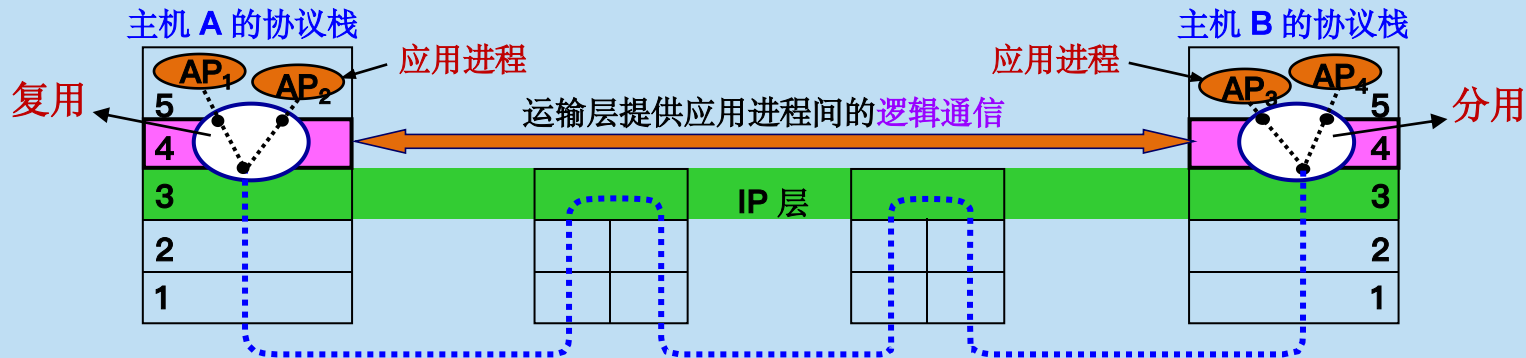 主机 A 的协议栈
主机 B 的协议栈
AP1
AP2
应用进程
应用进程
AP3
AP4
复用
5
运输层提供应用进程间的逻辑通信
5
分用
4
4
3
IP 层
3
2
2
1
1